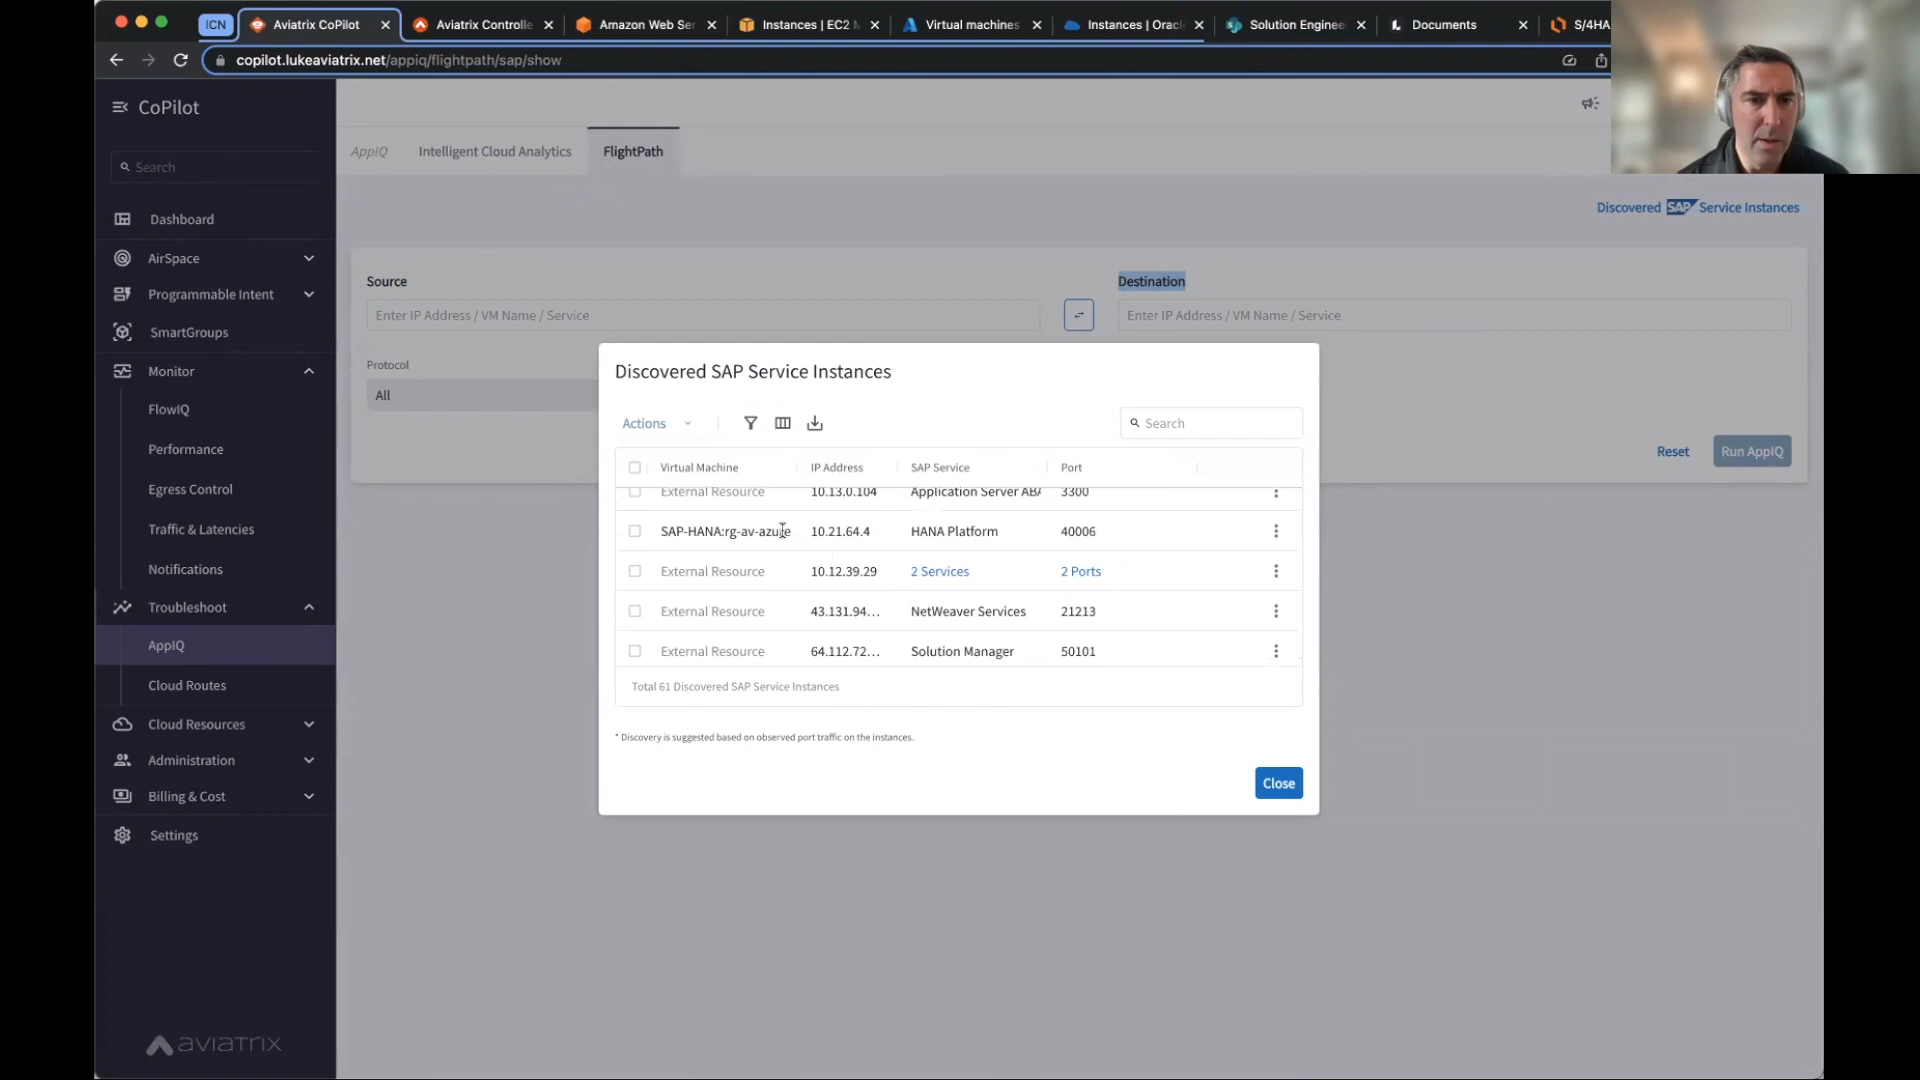 ICN
Aviatrix CoPilot
Aviatrix Controlle
Amazon Web Ser
Instances | EC2 M
Virtual machines
Instances | Oracl
Solution Enginee
Documents
S/4HA
copilot.lukeaviatrix.net/appiq/flightpath/sap/show
CoPilot
Search
Dashboard
AirSpace
Programmable Intent
SmartGroups
Monitor
FlowIQ
Performance
Egress Control
Traffic & Latencies
Notifications
Troubleshoot
AppIQ
Cloud Routes
Cloud Resources
Administration
Billing & Cost
Settings
aviatrix
AppIQ
Intelligent Cloud Analytics
FlightPath
Discovered SAP Service Instances
Source
Enter IP Address / VM Name / Service
Destination
Enter IP Address / VM Name / Service
Protocol
All
Reset
Run AppIQ
Discovered SAP Service Instances
Actions
Search
Virtual Machine IP Address SAP Service Port
External Resource 10.13.0.104 Application Server ABA 3300
SAP-HANA:rg-av-azure 10.21.64.4 HANA Platform 40006
External Resource 10.12.39.29 2 Services 2 Ports
External Resource 43.131.94... NetWeaver Services 21213
External Resource 64.112.72... Solution Manager 50101
Total 61 Discovered SAP Service Instances
* Discovery is suggested based on observed port traffic on the instances.
Close